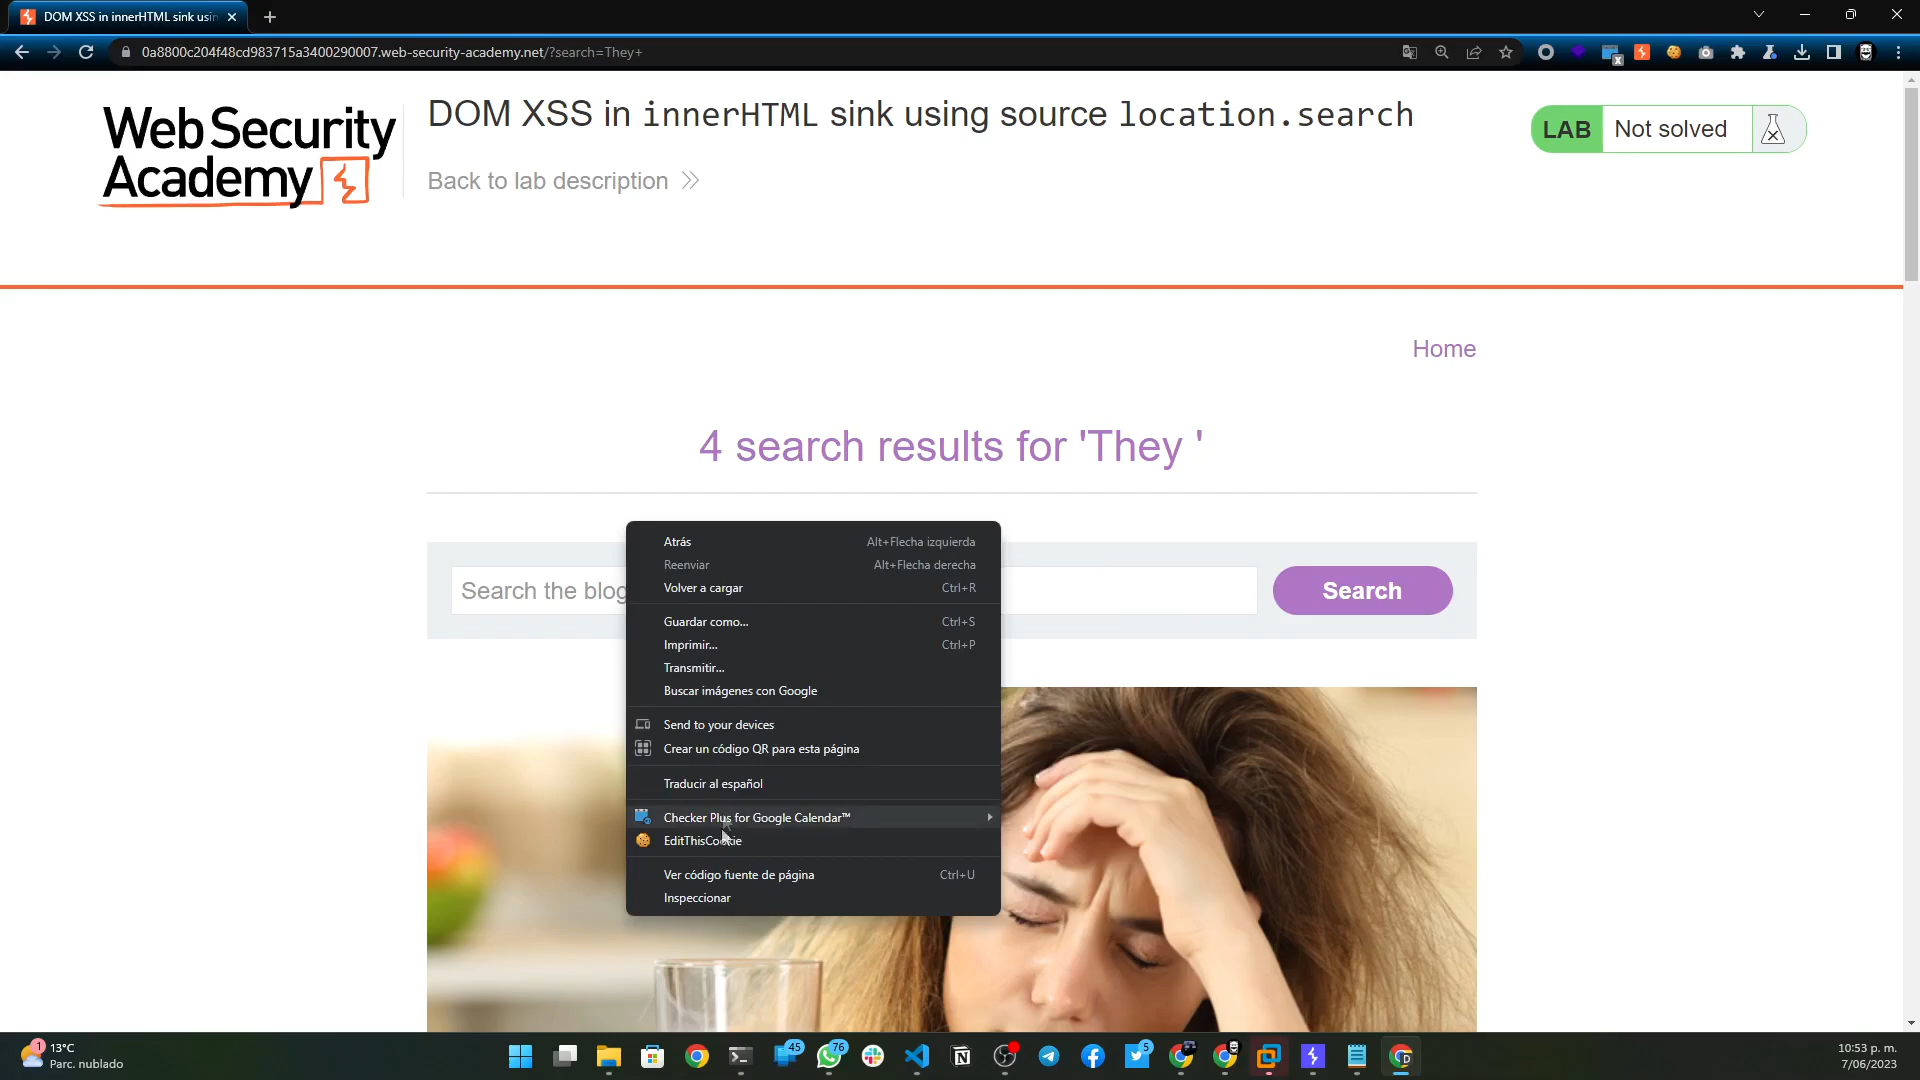 DOM XSS in innerHTML sink usin
0a8800c204f48cd983715a3400290007.web-security-academy.net/?search=They+
Web Security
Academy
DOM XSS in innerHTML sink using source location.search
Back to lab description
LAB Not solved
Home
4 search results for 'They '
Search the blog
Search
Atrás Alt+Flecha izquierda
Reenviar Alt+Flecha derecha
Volver a cargar Ctrl+R
Guardar como... Ctrl+S
Imprimir... Ctrl+P
Transmitir...
Buscar imágenes con Google
Send to your devices
Crear un código QR para esta página
Traducir al español
Checker Plus for Google Calendar™
EditThisCookie
Ver código fuente de página Ctrl+U
Inspeccionar
1
13°C
Parc. nublado
45
76
5
D
10:53 p. m.
7/06/2023